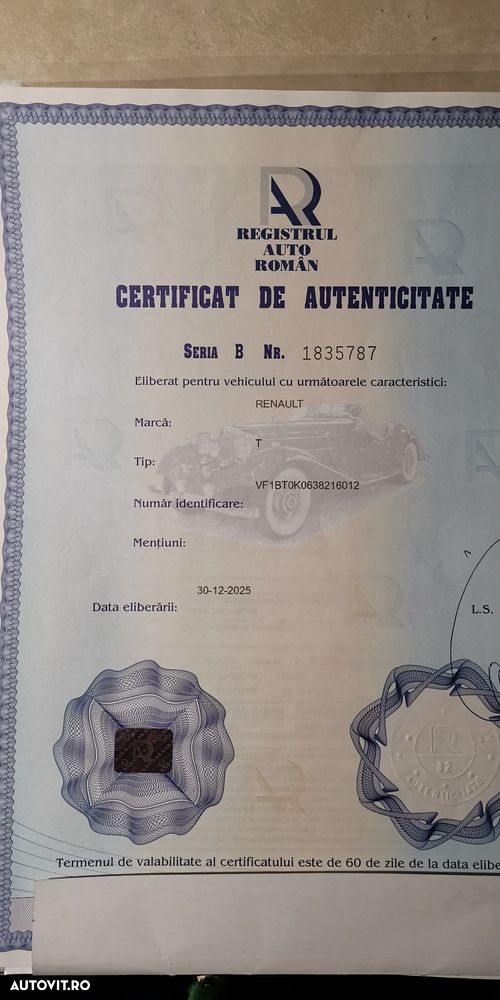 REGISTRUL
AUTO
ROMÂN
CERTIFICAT DE AUTENTICITATE
SERIA B NR. 1835787
Eliberat pentru vehiculul cu următoarele caracteristici:
RENAULT
Marcă:
T
Tip:
VF1BT0K0638216012
Număr identificare:
Mențiuni:
30-12-2025
Data eliberării:
L.S.
82
AUTENTICITATE
Termenul de valabilitate al certificatului este de 60 de zile de la data elibe
AUTOVIT.RO